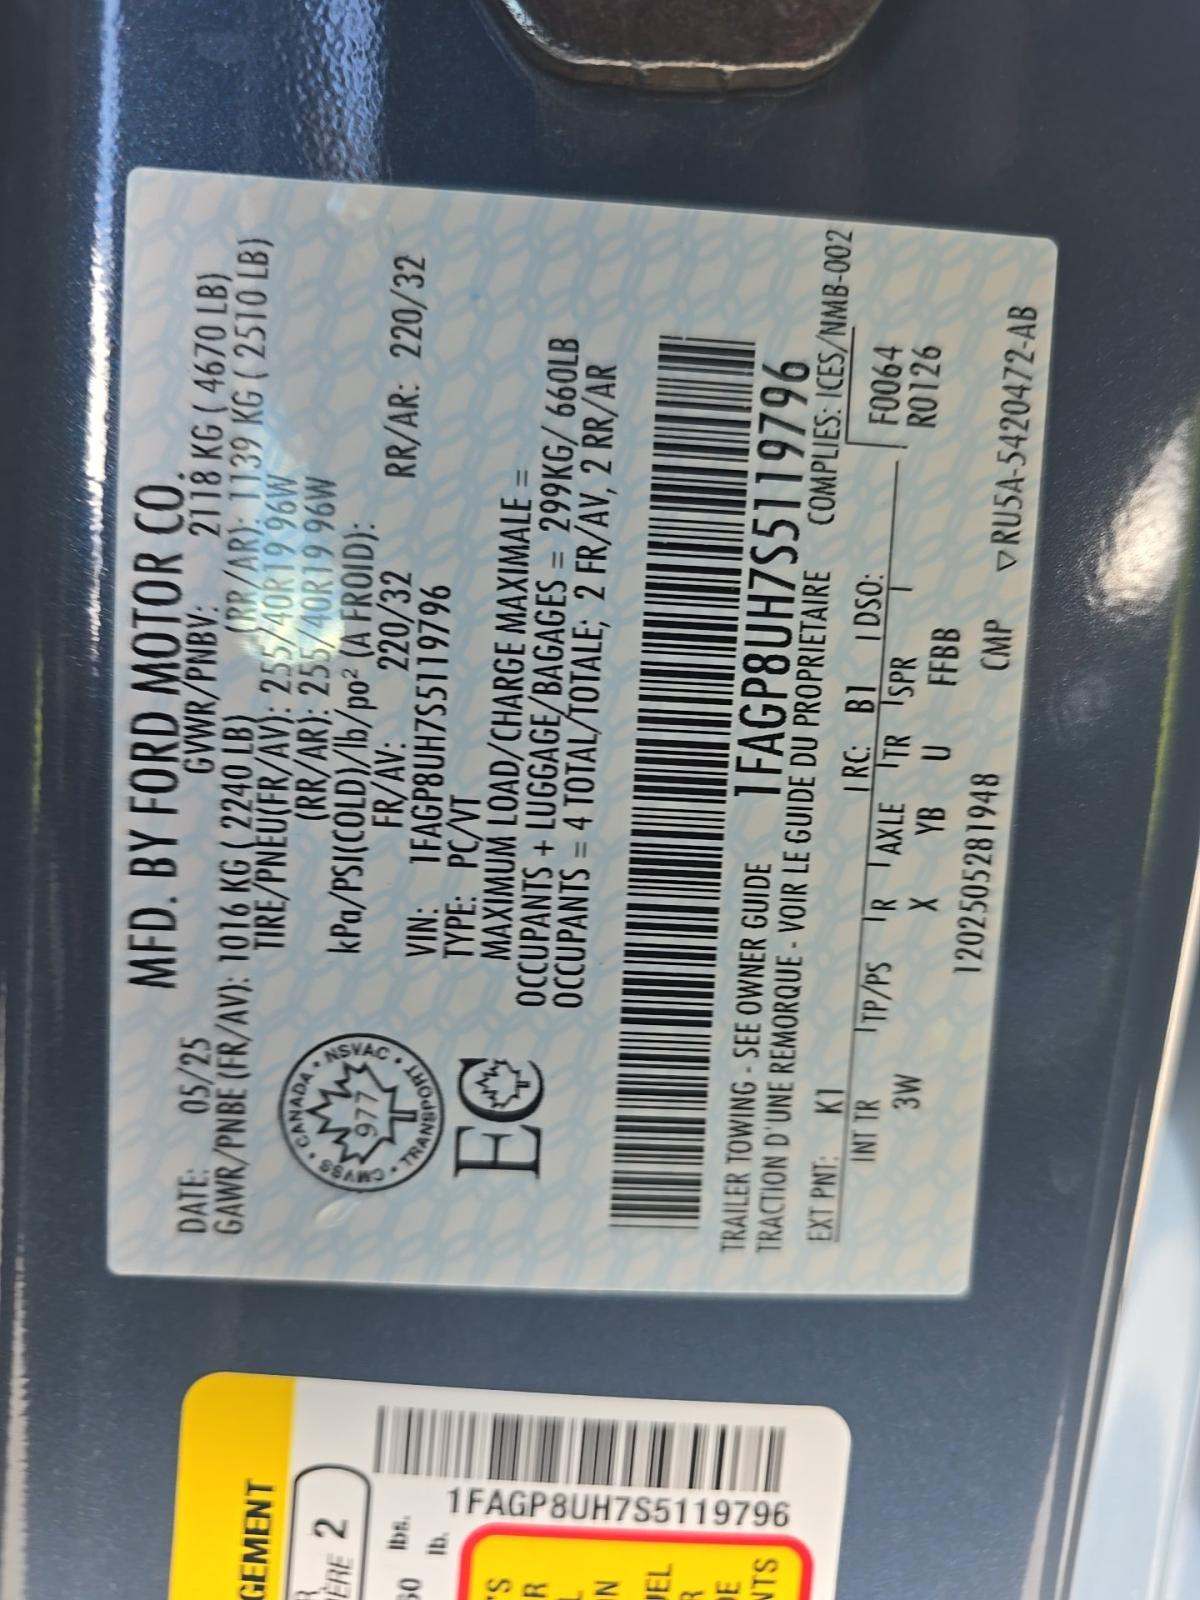 MFD. BY FORD MOTOR CO.
DATE: 05/25 GVWR/PNBV: 2118 KG ( 4670 LB)
GAWR/PNBE (FR/AV): 1016 KG ( 2240 LB) (RR/AR): 1139 KG ( 2510 LB)
TIRE/PNEU(FR/AV): 255/40R19 96W
(RR/AR): 255/40R19 96W
kPa/PSI(COLD)/lb/po² (A FROID):
FR/AV: 220/32 RR/AR: 220/32
VIN: 1FAGP8UH7S5119796
TYPE: PC/VT
MAXIMUM LOAD/CHARGE MAXIMALE =
OCCUPANTS + LUGGAGE/BAGAGES = 299KG/ 660LB
OCCUPANTS = 4 TOTAL/TOTALE; 2 FR/AV, 2 RR/AR
CANADA • NSVAC • TRANSPORT • CMVSS •
977
EC
1FAGP8UH7S5119796
TRAILER TOWING - SEE OWNER GUIDE
TRACTION D'UNE REMORQUE - VOIR LE GUIDE DU PROPRIETAIRE COMPLIES: ICES/NMB-002
EXT PNT: K1 RC: B1 DSO: F0064
INT TR TP/PS R AXLE TR SPR R0126
3W X YB U FFBB
1202505281948 CMP ▽RU5A-5420472-AB
GEMENT
2
lbs.
lb.
1FAGP8UH7S5119796